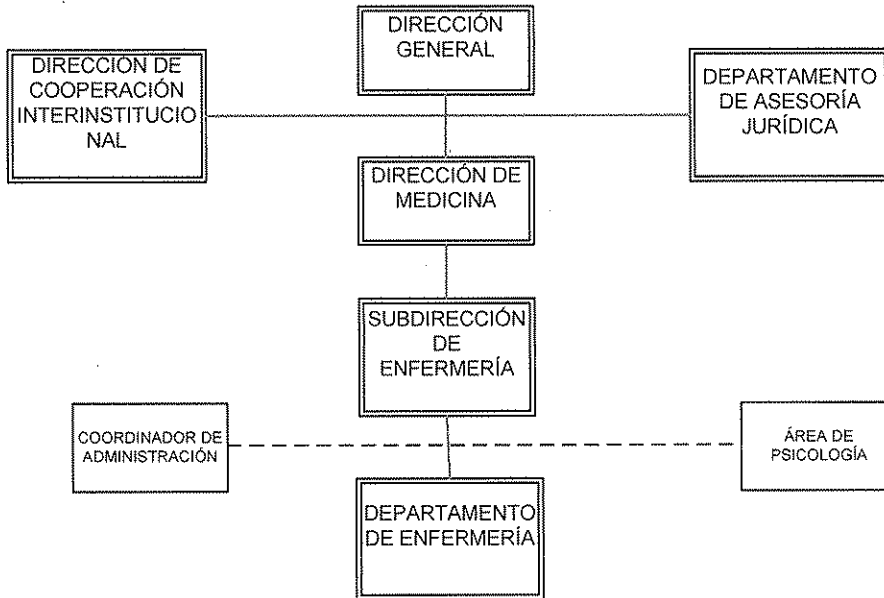 DIRECCIÓN
GENERAL
DIRECCIÓN DE
COOPERACIÓN
INTERINSTITUCIO
NAL
DEPARTAMENTO
DE ASESORÍA
JURÍDICA
DIRECCIÓN DE
MEDICINA
SUBDIRECCIÓN
DE
ENFERMERÍA
COORDINADOR DE
ADMINISTRACIÓN
ÁREA DE
PSICOLOGÍA
DEPARTAMENTO
DE ENFERMERÍA